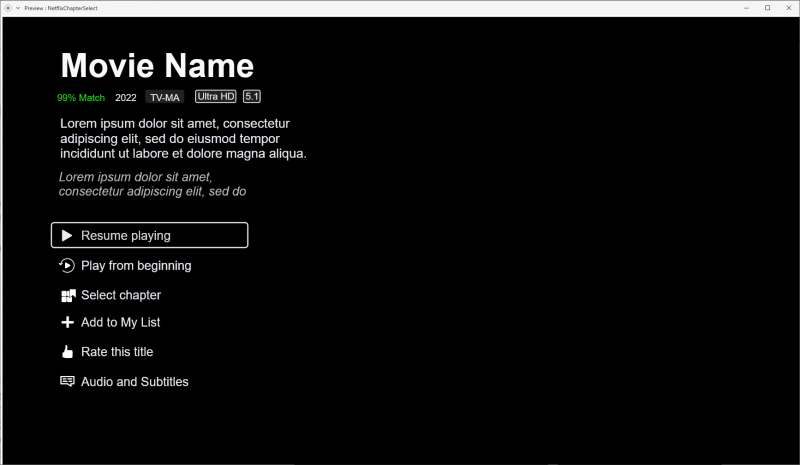 Preview : NetflixChapterSelect
Movie Name
99% Match 2022 TV-MA Ultra HD 5.1
Lorem ipsum dolor sit amet, consectetur
adipiscing elit, sed do eiusmod tempor
incididunt ut labore et dolore magna aliqua.
Lorem ipsum dolor sit amet,
consectetur adipiscing elit, sed do
Resume playing
Play from beginning
Select chapter
Add to My List
Rate this title
Audio and Subtitles